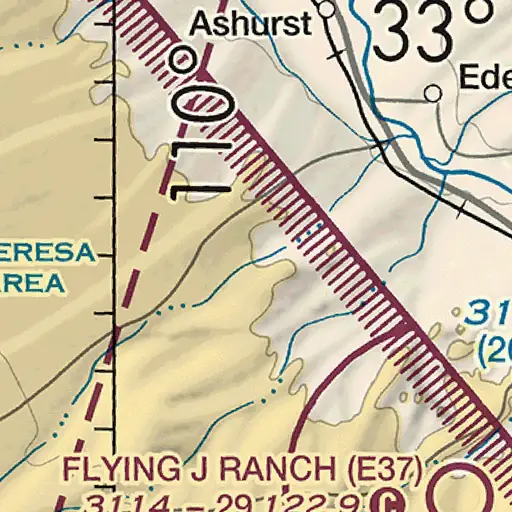 Ashurst
33°
Ede
110
ERESA
AREA
31
(20
FLYING J RANCH (E37)
3114 - 29 122.9 C